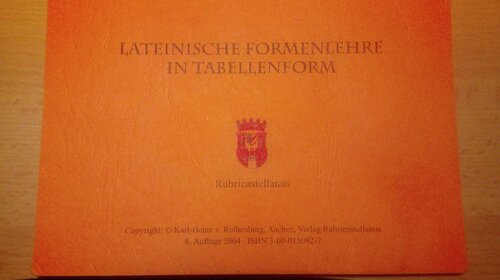 LATEINISCHE FORMENLEHRE
IN TABELLENFORM
Rubricastellanus
Copyright: © Karl-Heinz v. Rothenburg, Aachen, Verlag Rubricastellanus
6. Auflage 2004 ISBN 3-00-015092-7